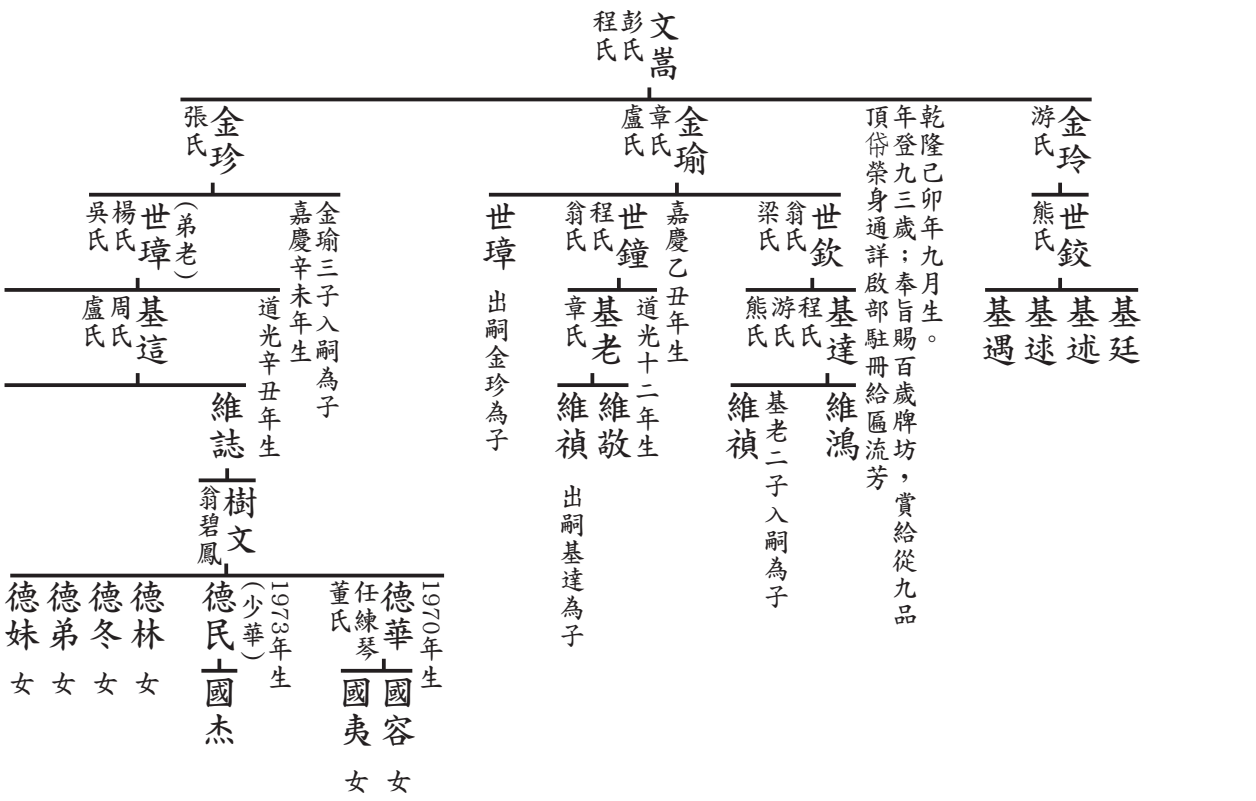 文嵩
彭氏
程氏
金玲
游氏
世鉸
熊氏
基廷
基述
基逑
基遇
乾隆己卯年九月生。
年登九三歲；奉旨賜百歲牌坊，賞給從九品
頂帒榮身通詳啟部駐冊給匾流芳
金瑜
章氏
盧氏
世欽
翁氏
梁氏
基達
程氏
游氏
熊氏
維鴻
維禎
基老二子入嗣為子
嘉慶乙丑年生
世鐘
程氏
翁氏
道光十二年生
基老
章氏
維敬
維禎 出嗣基達為子
世璋 出嗣金珍為子
金珍
張氏
金瑜三子入嗣為子
嘉慶辛未年生
(弟老)
世璋
楊氏
吳氏
道光辛丑年生
基這
周氏
盧氏
維誌
樹文
翁碧鳳
1970年生
德華
任練琴
董氏
國容 女
國夷 女
1973年生
(少華)
德民
國杰
德林 女
德冬 女
德弟 女
德妹 女